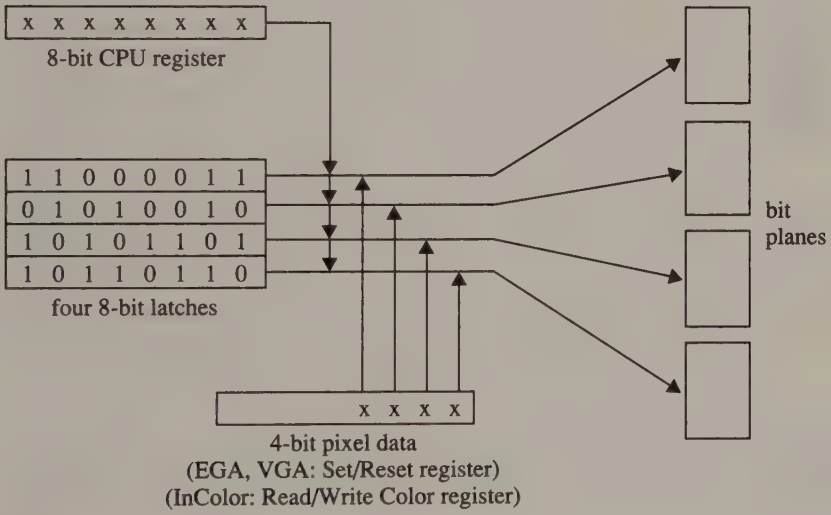 x x x x x x x x
8-bit CPU register
1 1 0 0 0 0 1 1
0 1 0 1 0 0 1 0
1 0 1 0 1 1 0 1
1 0 1 1 0 1 1 0
four 8-bit latches
bit
planes
x x x x
4-bit pixel data
(EGA, VGA: Set/Reset register)
(InColor: Read/Write Color register)